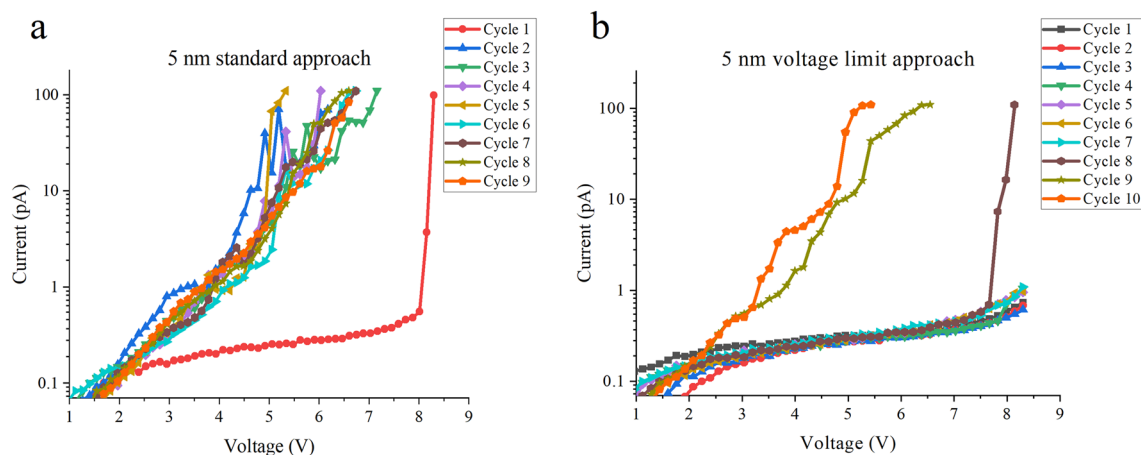 a
5 nm standard approach
Cycle 1
Cycle 2
Cycle 3
Cycle 4
Cycle 5
Cycle 6
Cycle 7
Cycle 8
Cycle 9
Current (pA)
100
10
1
0.1
1 2 3 4 5 6 7 8 9
Voltage (V)
b
5 nm voltage limit approach
Cycle 1
Cycle 2
Cycle 3
Cycle 4
Cycle 5
Cycle 6
Cycle 7
Cycle 8
Cycle 9
Cycle 10
Current (pA)
100
10
1
0.1
1 2 3 4 5 6 7 8 9
Voltage (V)